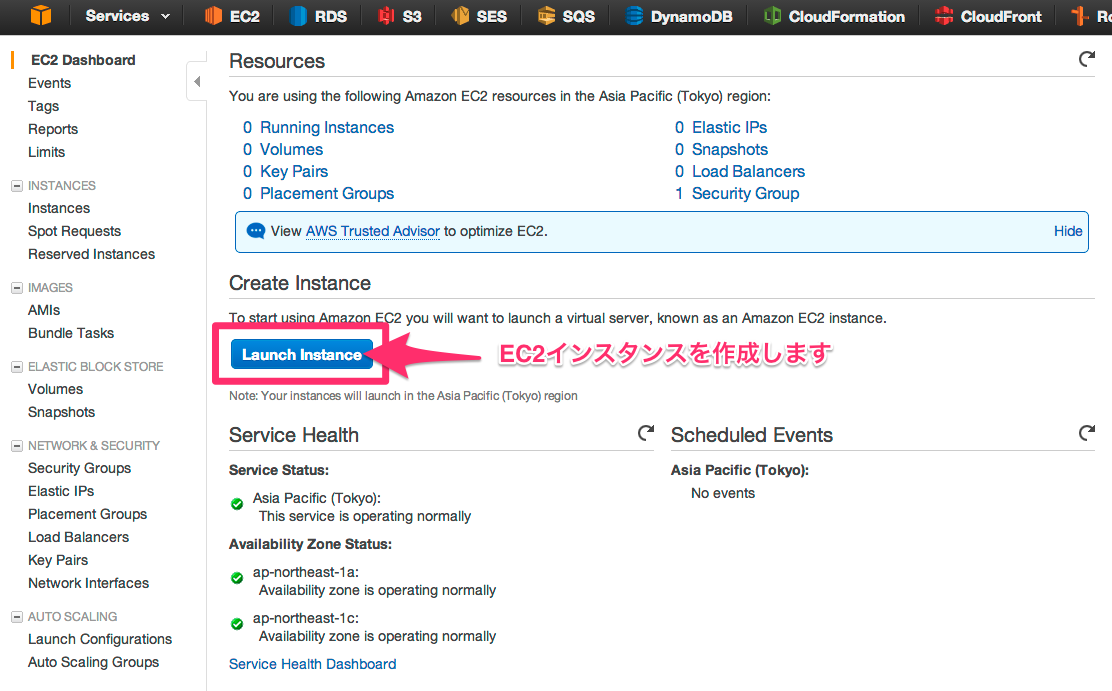 Services EC2 RDS S3 SES SQS DynamoDB CloudFormation CloudFront Ro
EC2 Dashboard
Events
Tags
Reports
Limits
INSTANCES
Instances
Spot Requests
Reserved Instances
IMAGES
AMIs
Bundle Tasks
ELASTIC BLOCK STORE
Volumes
Snapshots
NETWORK & SECURITY
Security Groups
Elastic IPs
Placement Groups
Load Balancers
Key Pairs
Network Interfaces
AUTO SCALING
Launch Configurations
Auto Scaling Groups
Resources
You are using the following Amazon EC2 resources in the Asia Pacific (Tokyo) region:
0 Running Instances
0 Elastic IPs
0 Volumes
0 Snapshots
0 Key Pairs
0 Load Balancers
0 Placement Groups
1 Security Group
View AWS Trusted Advisor to optimize EC2.
Hide
Create Instance
To start using Amazon EC2 you will want to launch a virtual server, known as an Amazon EC2 instance.
Launch Instance
EC2インスタンスを作成します
Note: Your instances will launch in the Asia Pacific (Tokyo) region
Service Health
Service Status:
Asia Pacific (Tokyo):
This service is operating normally
Availability Zone Status:
ap-northeast-1a:
Availability zone is operating normally
ap-northeast-1c:
Availability zone is operating normally
Service Health Dashboard
Scheduled Events
Asia Pacific (Tokyo):
No events